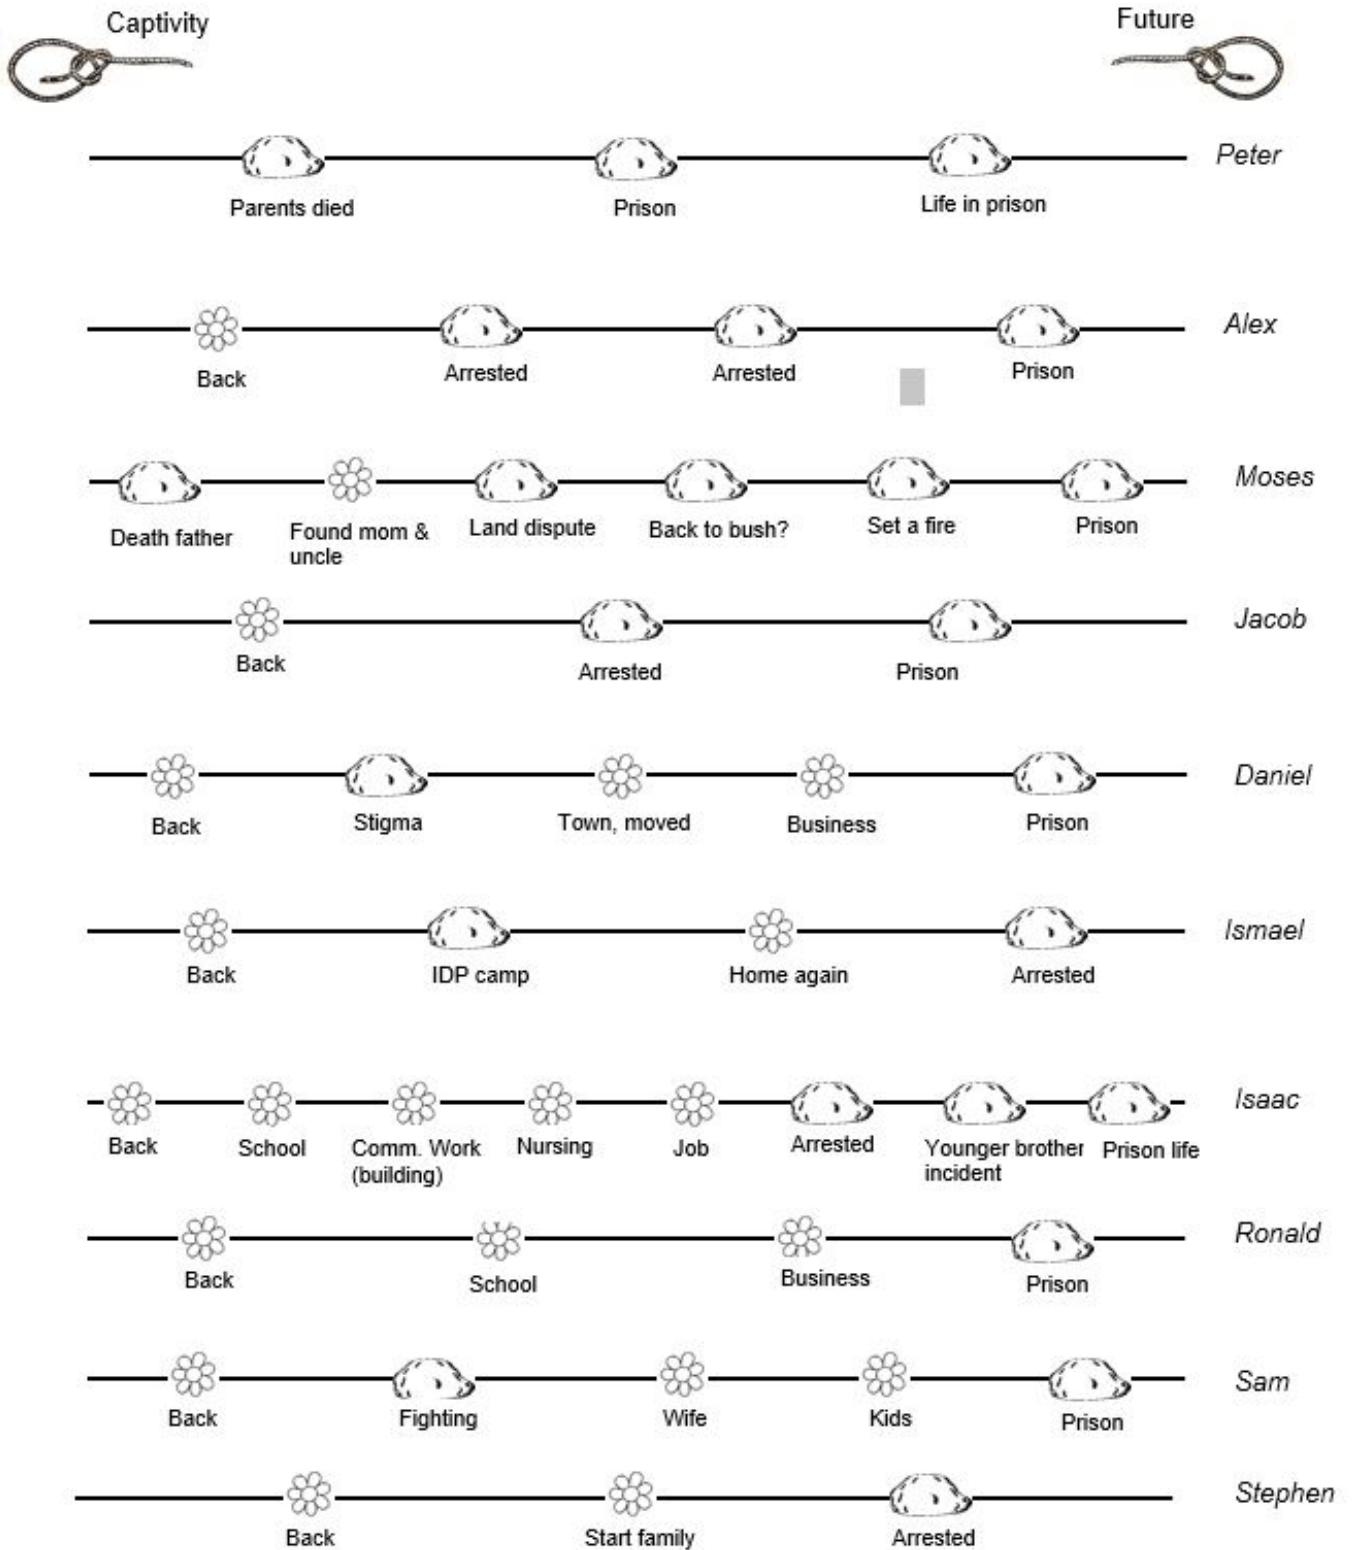 Captivity
Future
Peter
Parents died
Prison
Life in prison
Alex
Back
Arrested
Arrested
Prison
Moses
Death father
Found mom &
uncle
Land dispute
Back to bush?
Set a fire
Prison
Jacob
Back
Arrested
Prison
Daniel
Back
Stigma
Town, moved
Business
Prison
Ismael
Back
IDP camp
Home again
Arrested
Isaac
Back
School
Comm. Work
(building)
Nursing
Job
Arrested
Younger brother
incident
Prison life
Ronald
Back
School
Business
Prison
Sam
Back
Fighting
Wife
Kids
Prison
Stephen
Back
Start family
Arrested